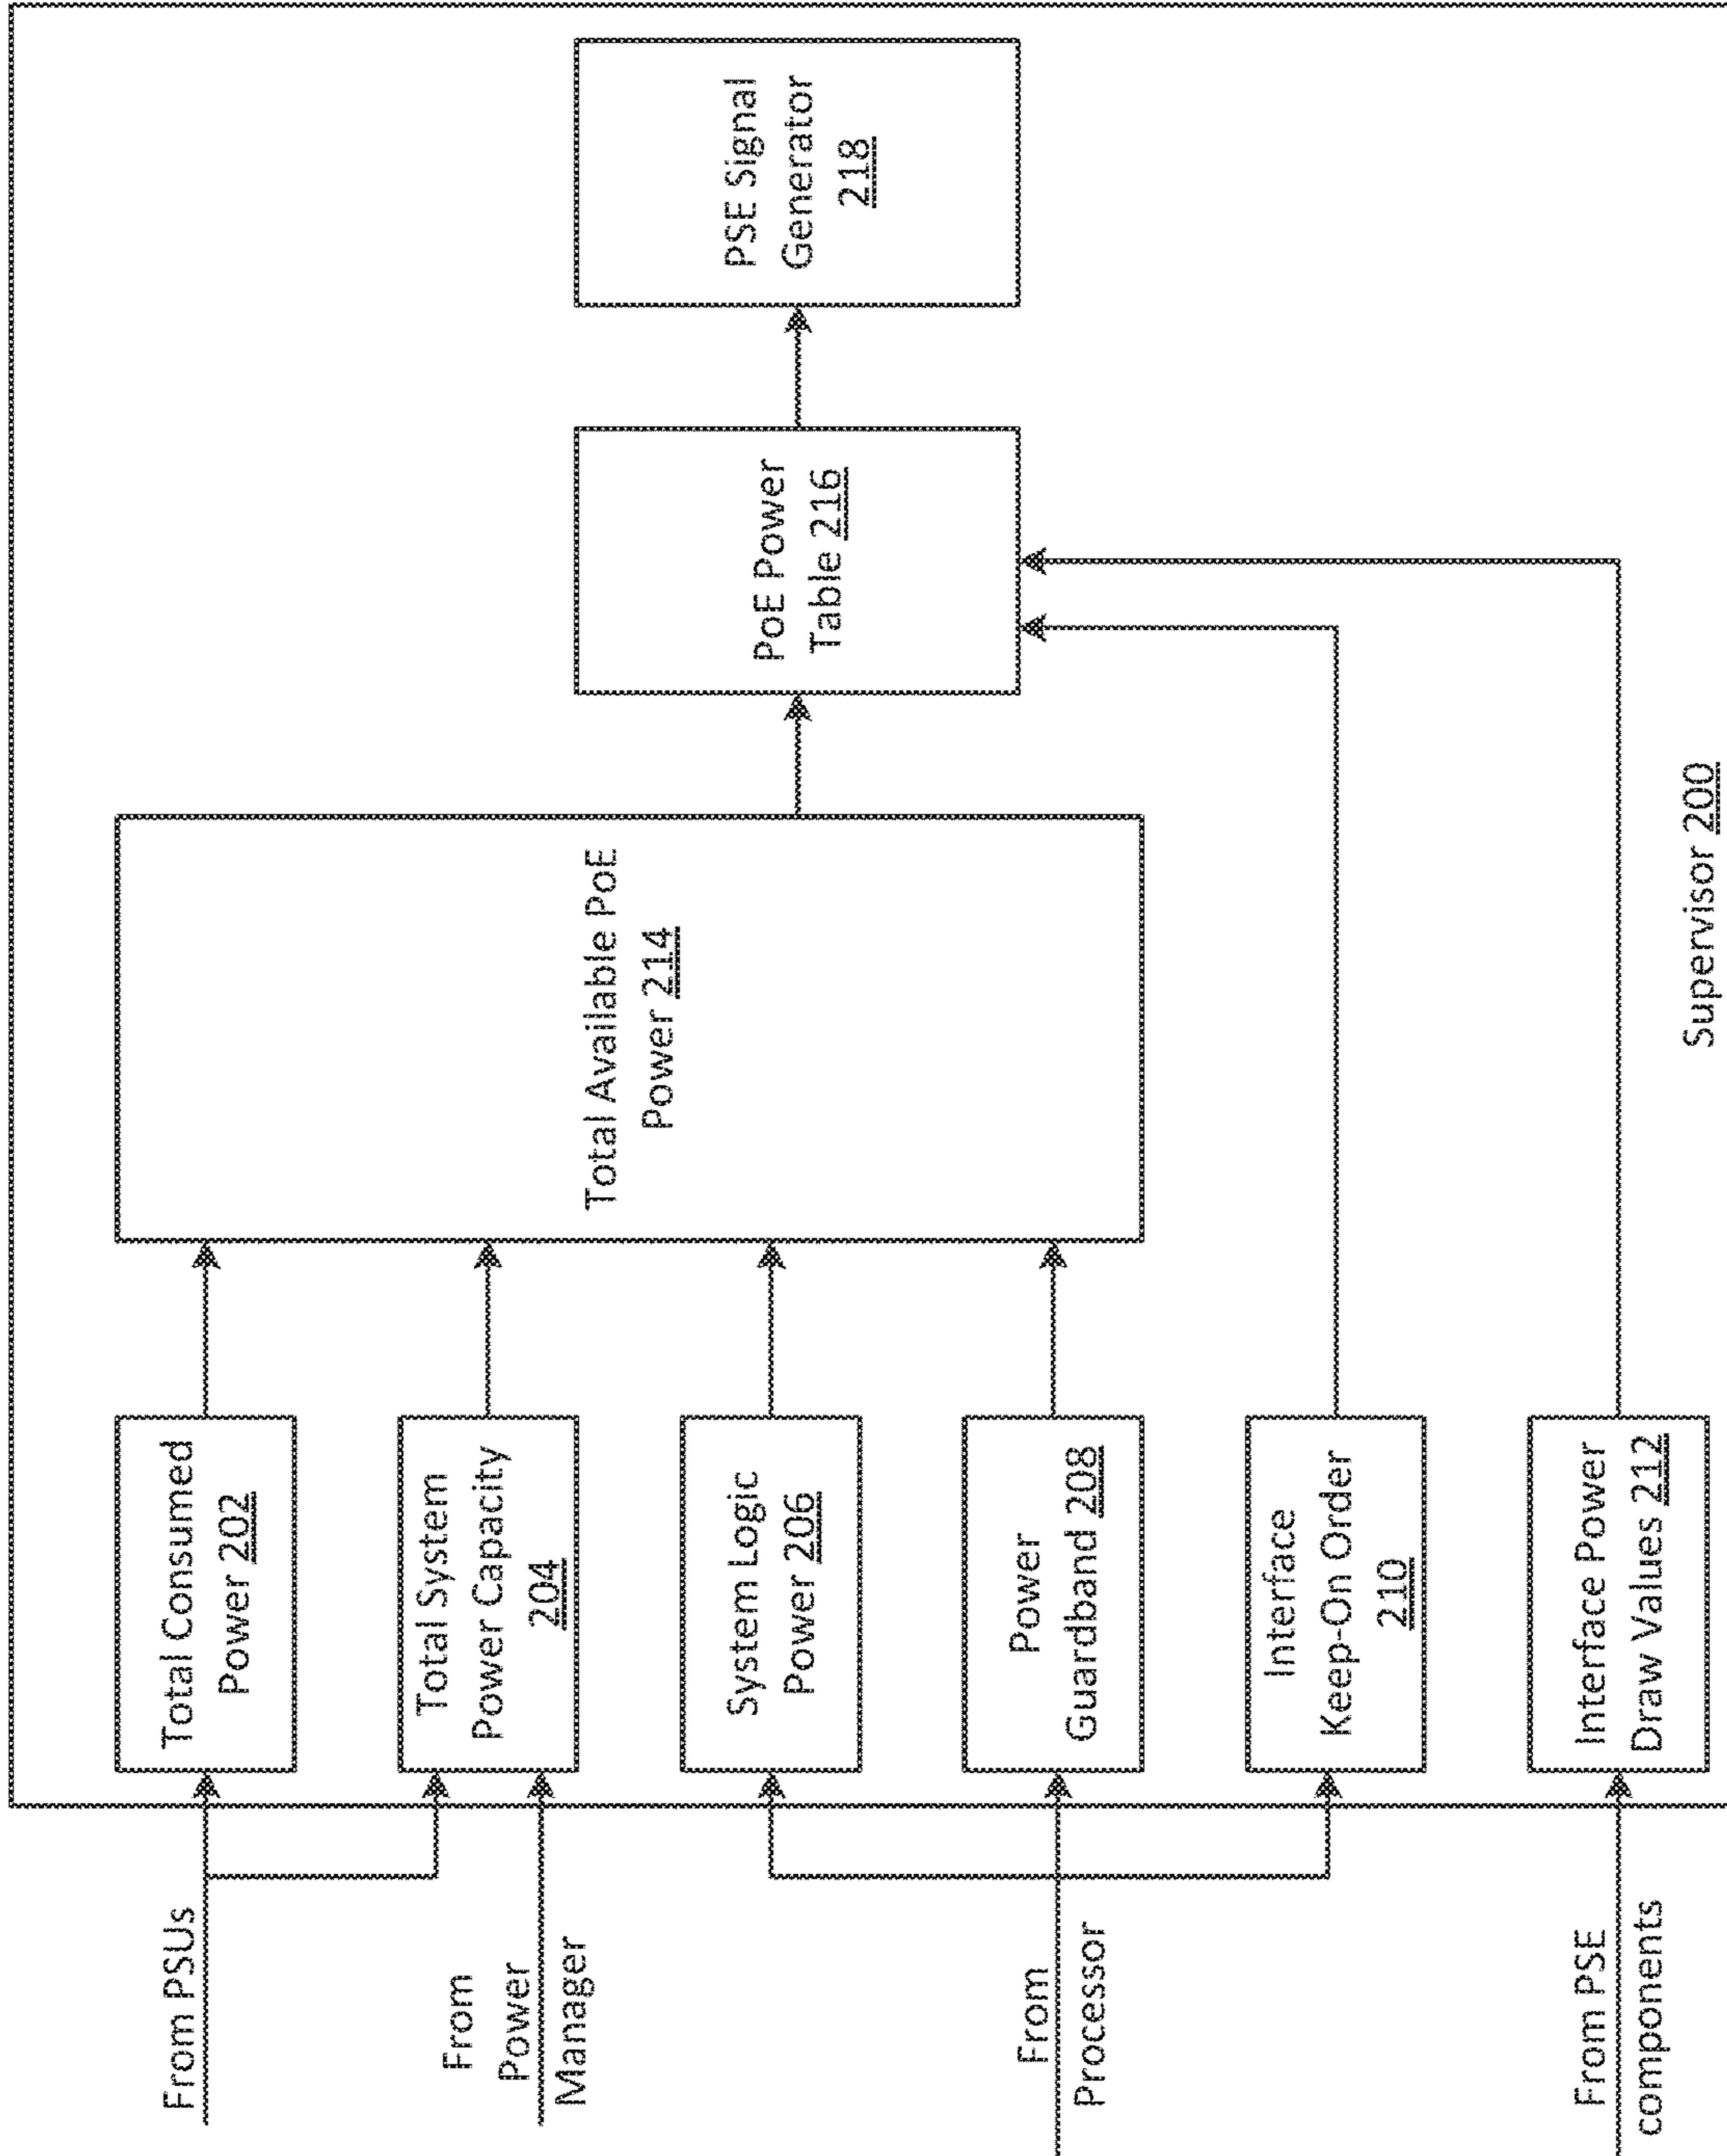 From PSUs
From
Power
Manager
From
Processor
From PSE
components
Total Consumed
Power 202
Total System
Power Capacity
204
System Logic
Power 206
Power
Guardband 208
Interface
Keep-On Order
210
Interface Power
Draw Values 212
Total Available PoE
Power 214
PoE Power
Table 216
PSE Signal
Generator
218
Supervisor 200